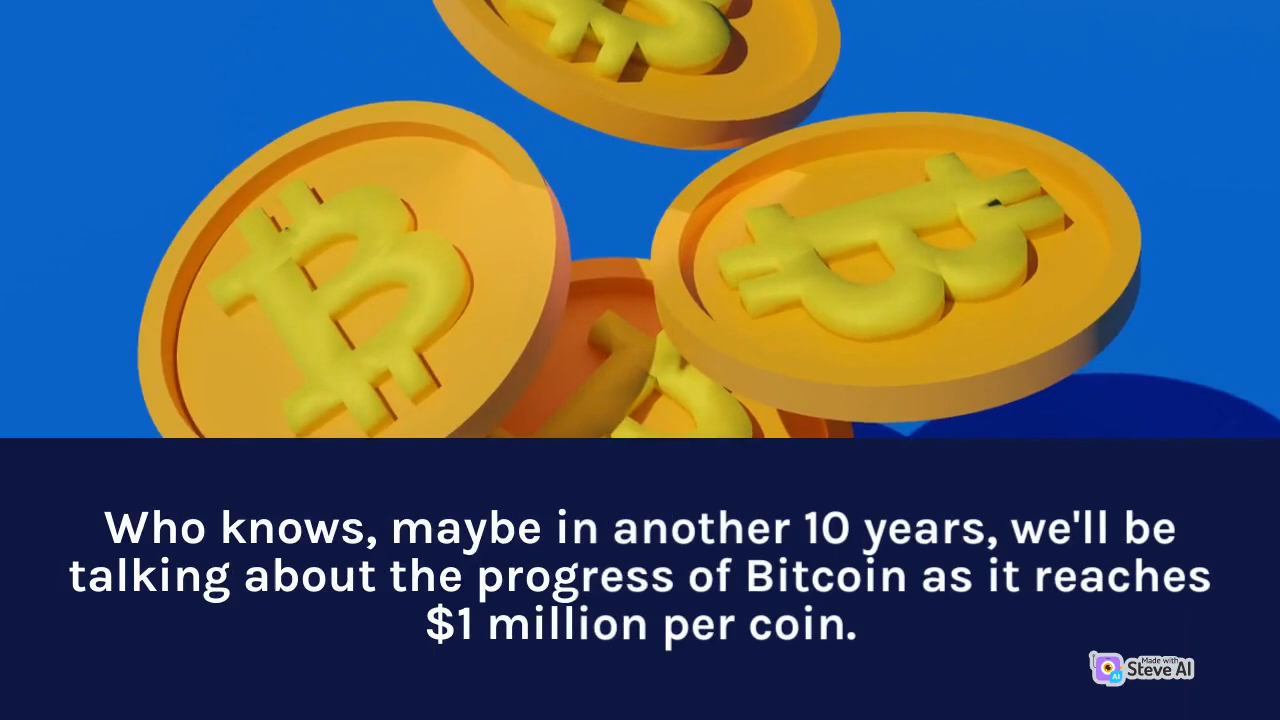 Who knows, maybe in another 10 years, we'll be
talking about the progress of Bitcoin as it reaches
$1 million per coin.
Made with
Steve AI
AI